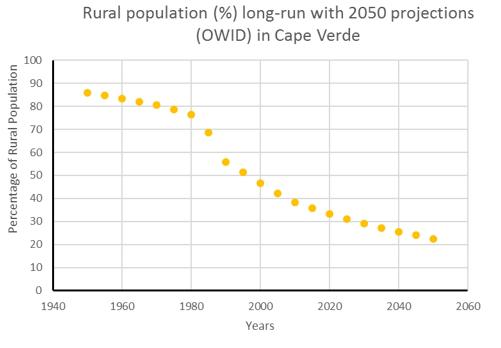 Rural population (%) long-run with 2050 projections
(OWID) in Cape Verde
Percentage of Rural Population
100
90
80
70
60
50
40
30
20
10
0
1940 1960 1980 2000 2020 2040 2060
Years